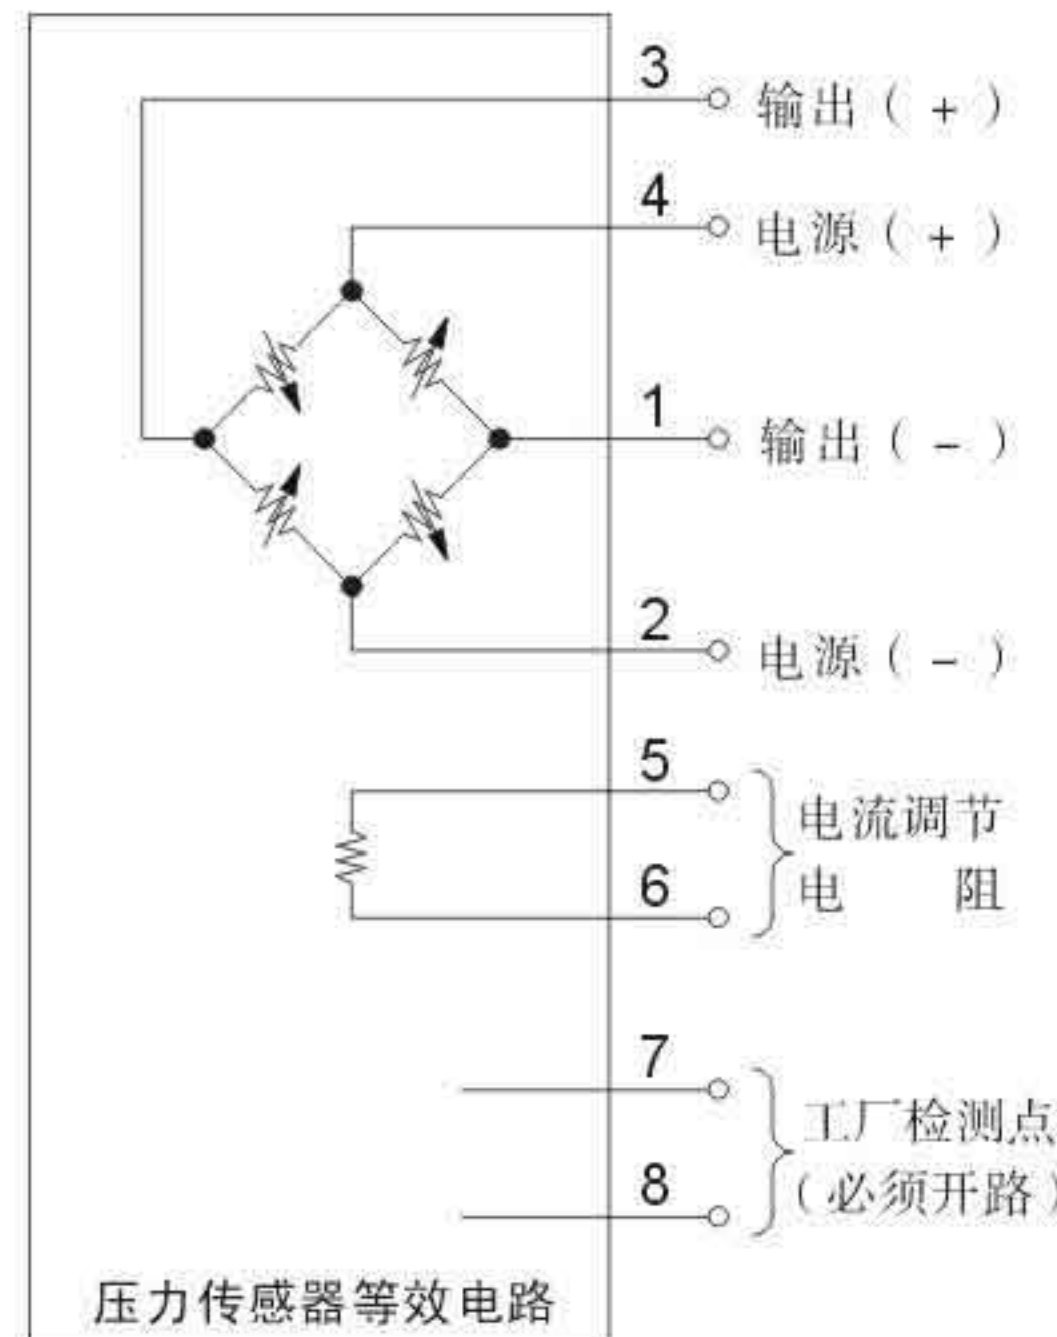 3
输出（＋）
4
电源（＋）
1
输出（－）
2
电源（－）
5
电流调节
6
电 阻
7
工厂检测点
8
（必须开路）
压力传感器等效电路